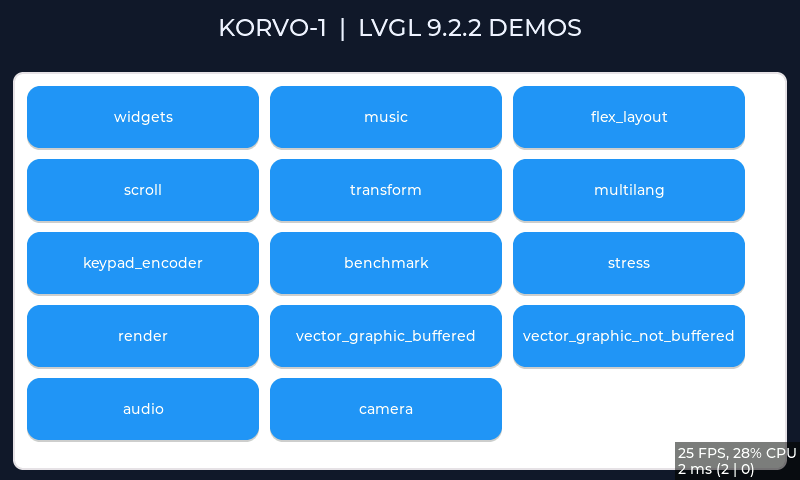 KORVO-1 | LVGL 9.2.2 DEMOS
widgets
music
flex_layout
scroll
transform
multilang
keypad_encoder
benchmark
stress
render
vector_graphic_buffered
vector_graphic_not_buffered
audio
camera
25 FPS, 28% CPU
2 ms (2 | 0)